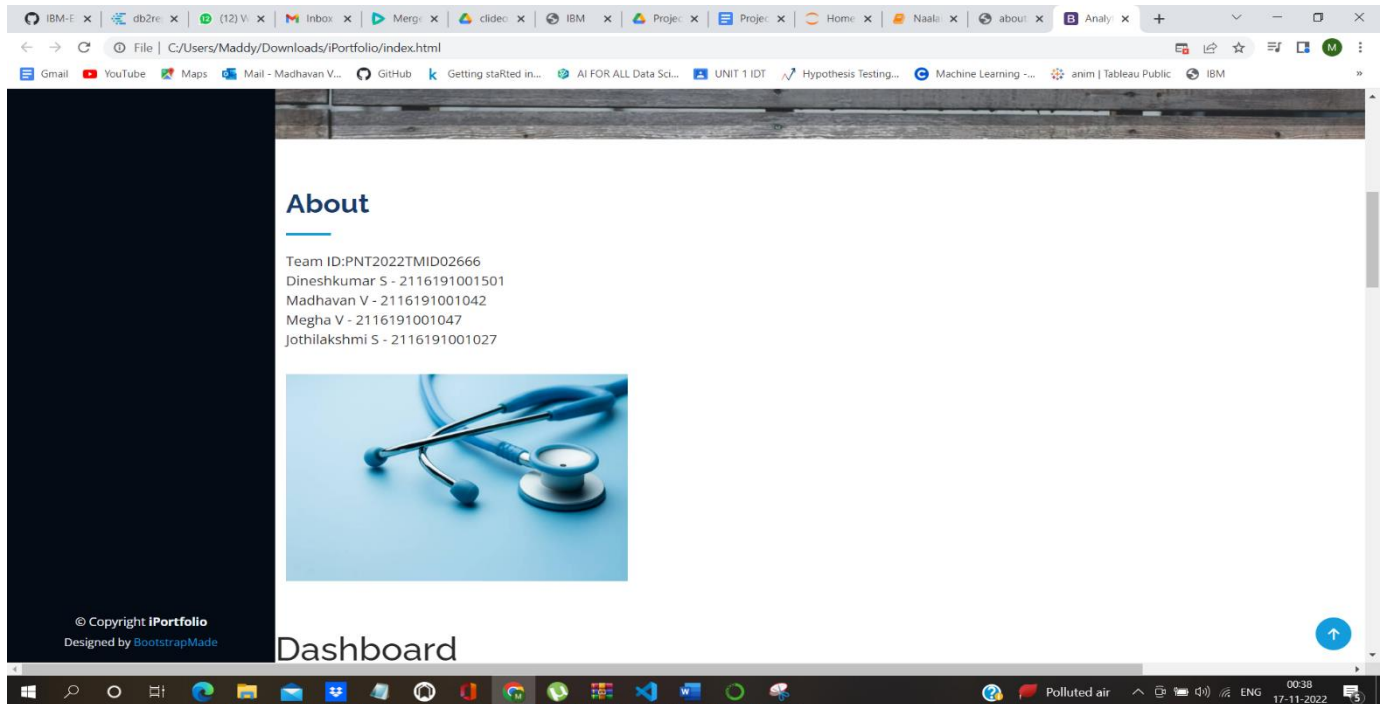 IBM-E
db2re
(12) W
Inbox
Merge
clideo
IBM
Projec
Projec
Home
Naala
about
Analy
File | C:/Users/Maddy/Downloads/iPortfolio/index.html
M
Gmail YouTube Maps Mail - Madhavan V... GitHub Getting staRted in... AI FOR ALL Data Sci... UNIT 1 IDT Hypothesis Testing... Machine Learning -... anim | Tableau Public IBM »
About
Team ID:PNT2022TMID02666
Dineshkumar S - 2116191001501
Madhavan V - 2116191001042
Megha V - 2116191001047
Jothilakshmi S - 2116191001027
© Copyright iPortfolio
Designed by BootstrapMade
Dashboard
Polluted air ENG 00:38
17-11-2022